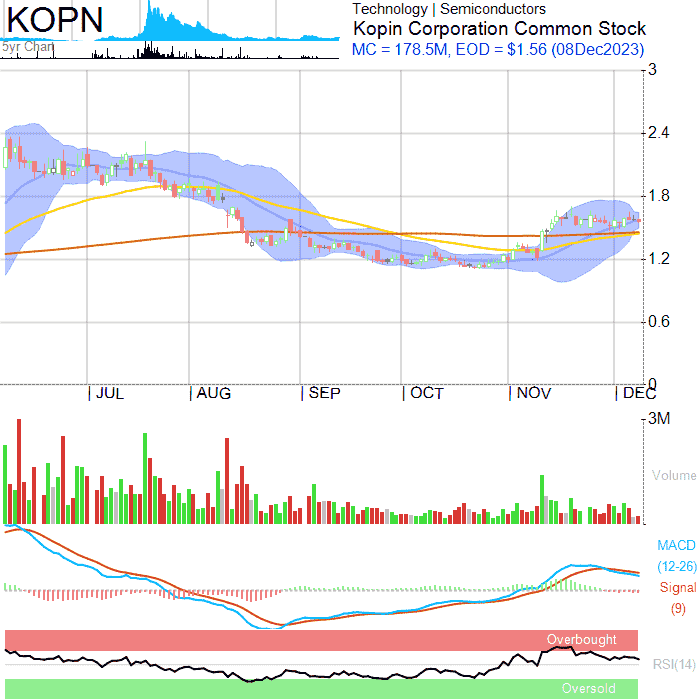 KOPN
5yr Chart
Technology | Semiconductors
Kopin Corporation Common Stock
MC = 178.5M, EOD = $1.56 (08Dec2023)
3
2.4
1.8
1.2
0.6
0
JUL AUG SEP OCT NOV DEC
3M
Volume
MACD
(12-26)
Signal
(9)
Overbought
RSI(14)
Oversold